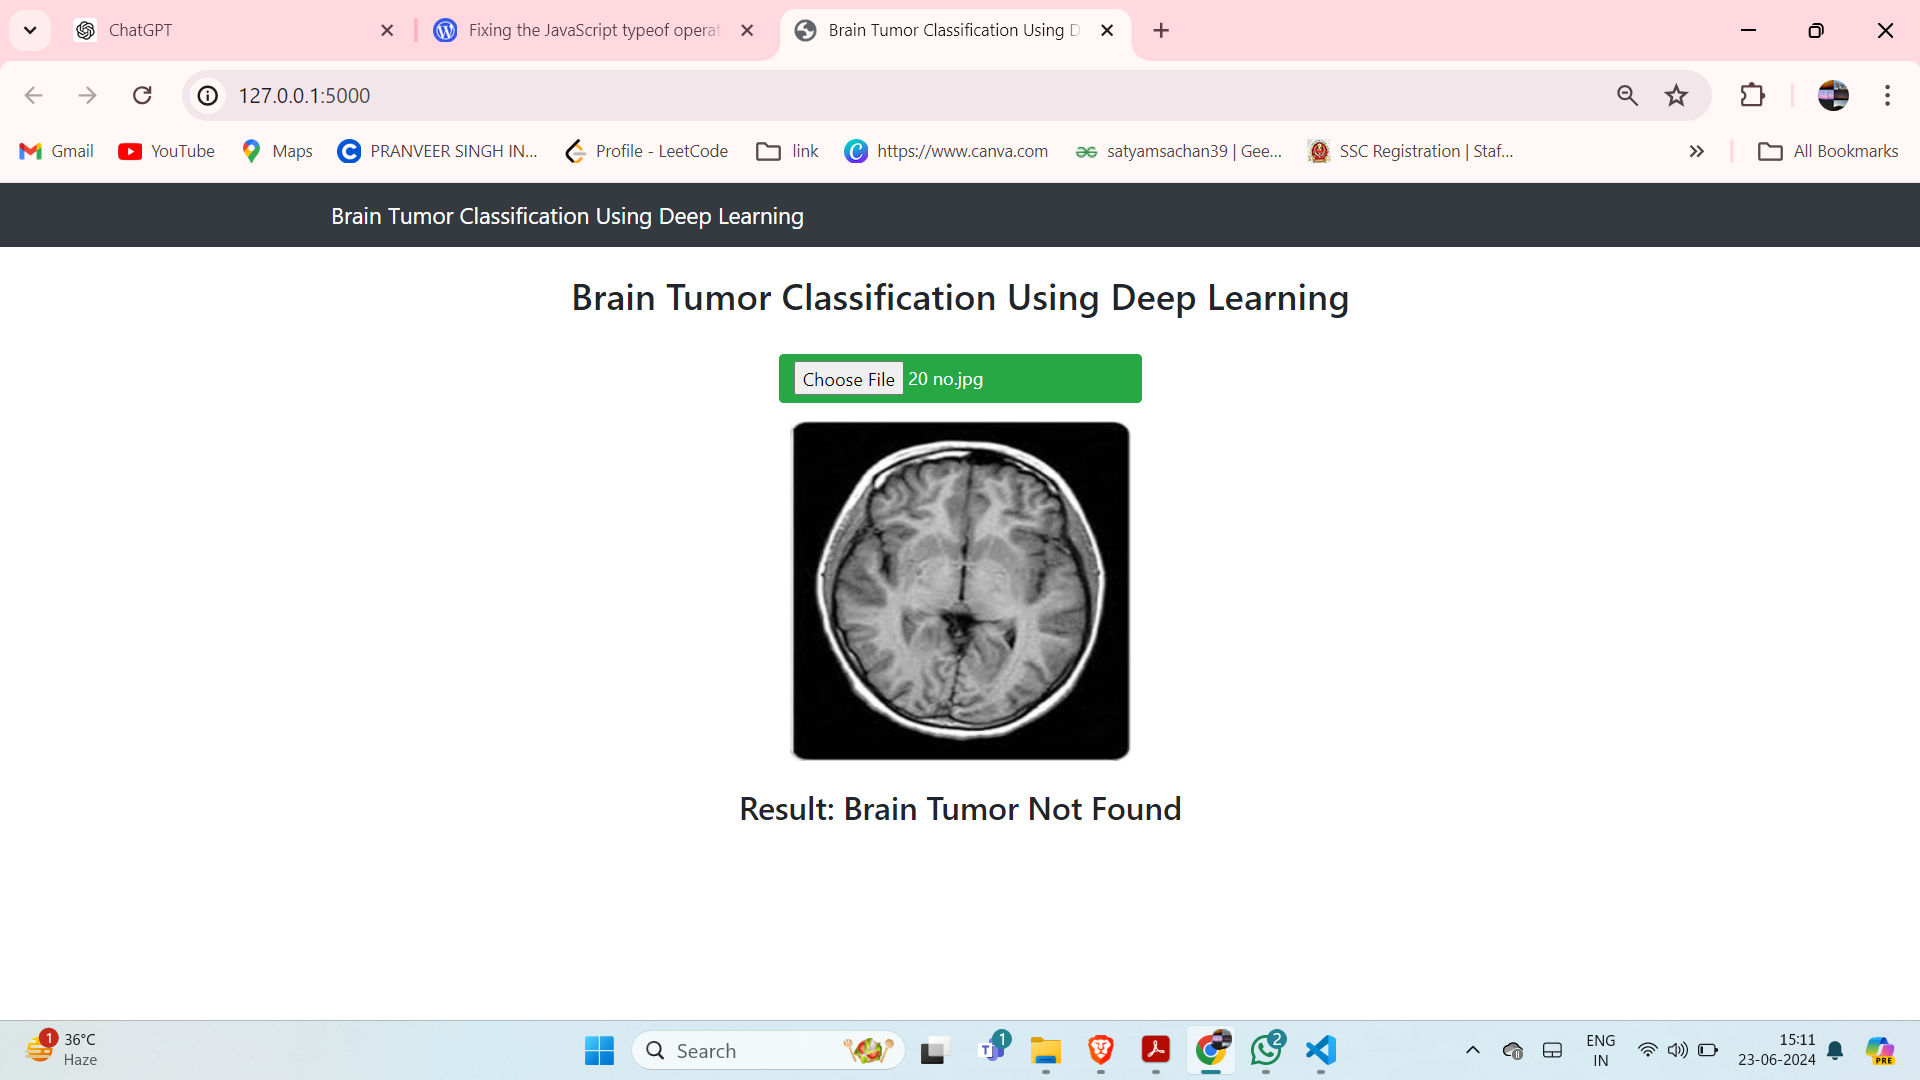 ChatGPT
Fixing the JavaScript typeof operat
Brain Tumor Classification Using D
127.0.0.1:5000
Gmail
YouTube
Maps
PRANVEER SINGH IN...
Profile - LeetCode
link
https://www.canva.com
satyamsachan39 | Gee...
SSC Registration | Staf...
All Bookmarks
Brain Tumor Classification Using Deep Learning
Brain Tumor Classification Using Deep Learning
Choose File 20 no.jpg
Result: Brain Tumor Not Found
1
36°C
Haze
Search
1
2
ENG
IN
15:11
23-06-2024
PRE